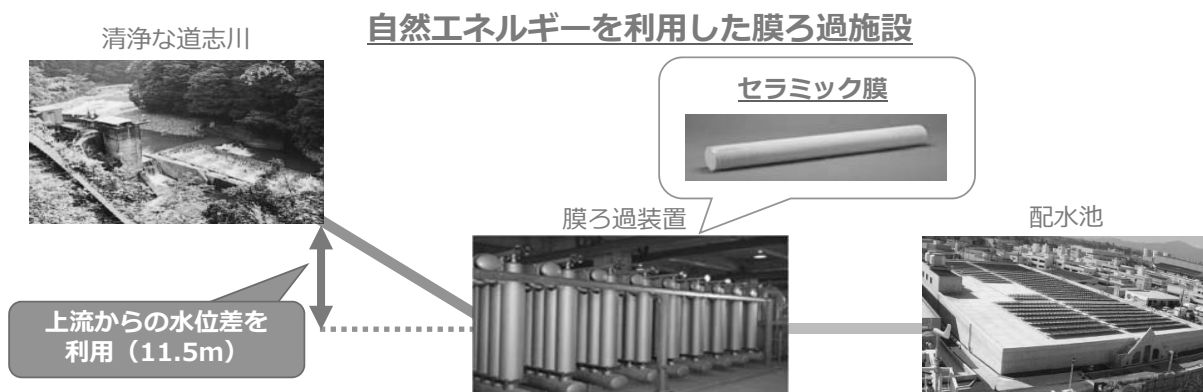 自然エネルギーを利用した膜ろ過施設
清浄な道志川
セラミック膜
膜ろ過装置
配水池
上流からの水位差を
利用（11.5m）